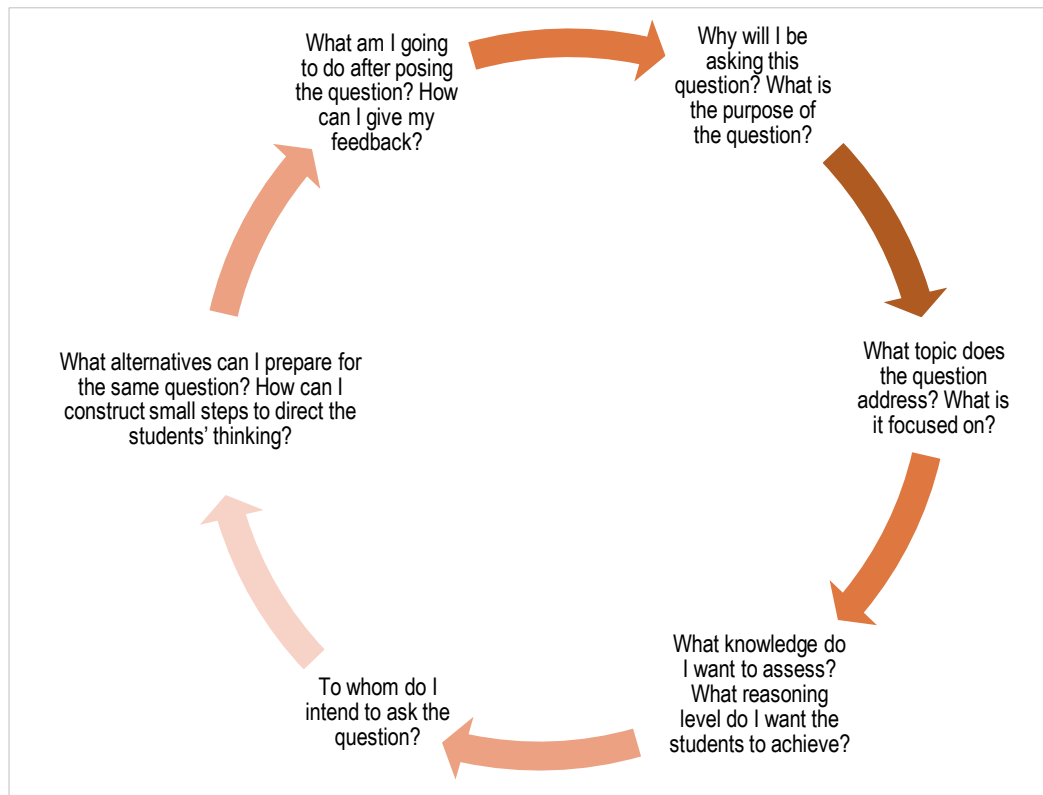 What am I going
to do after posing
the question? How
can I give my
feedback?
Why will I be
asking this
question? What is
the purpose of
the question?
What topic does
the question
address? What is
it focused on?
What knowledge do
I want to assess?
What reasoning
level do I want the
students to achieve?
To whom do I
intend to ask the
question?
What alternatives can I prepare for
the same question? How can I
construct small steps to direct the
students’ thinking?